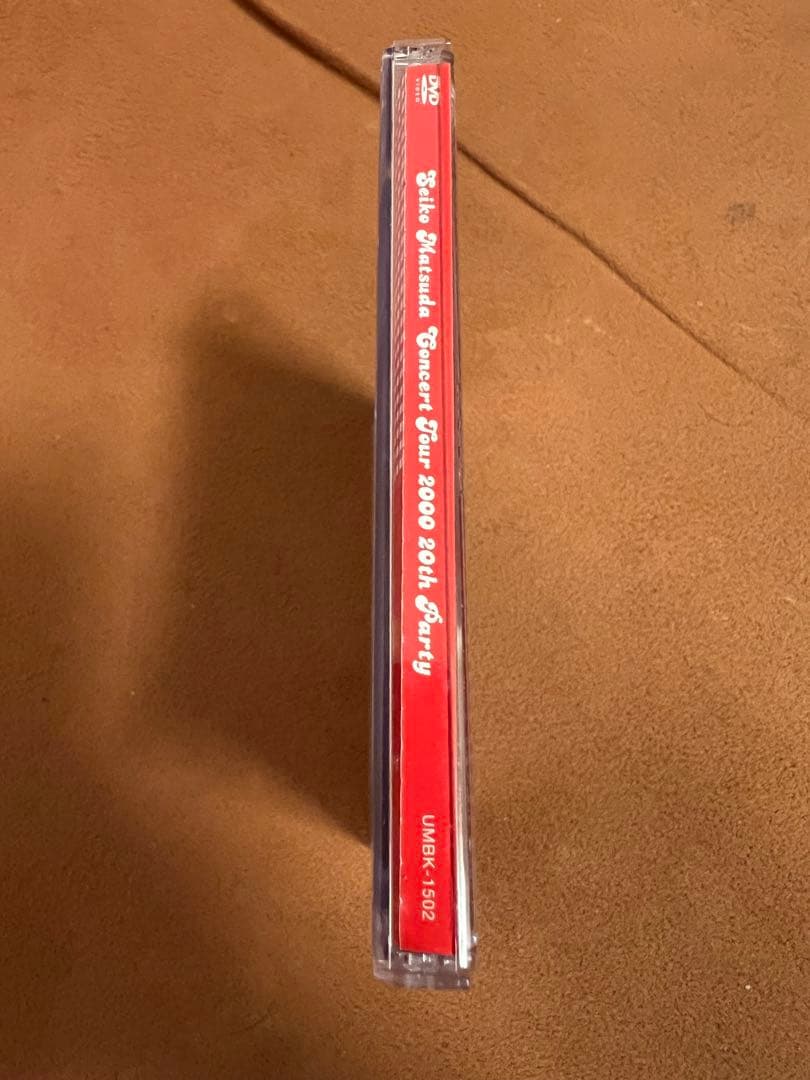 DVD
VIDEO
Seiko Matsuda Concert Tour 2000 20th Party
UMBK-1502